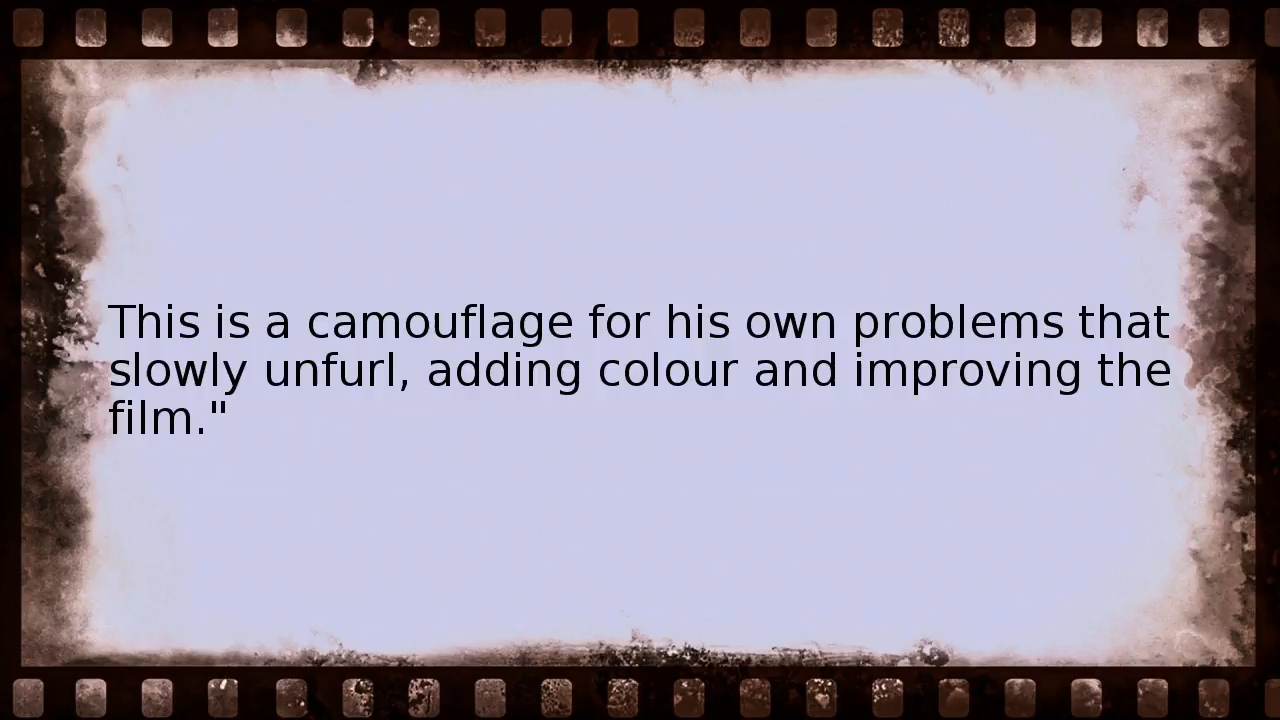 This is a camouflage for his own problems that
slowly unfurl, adding colour and improving the
film."